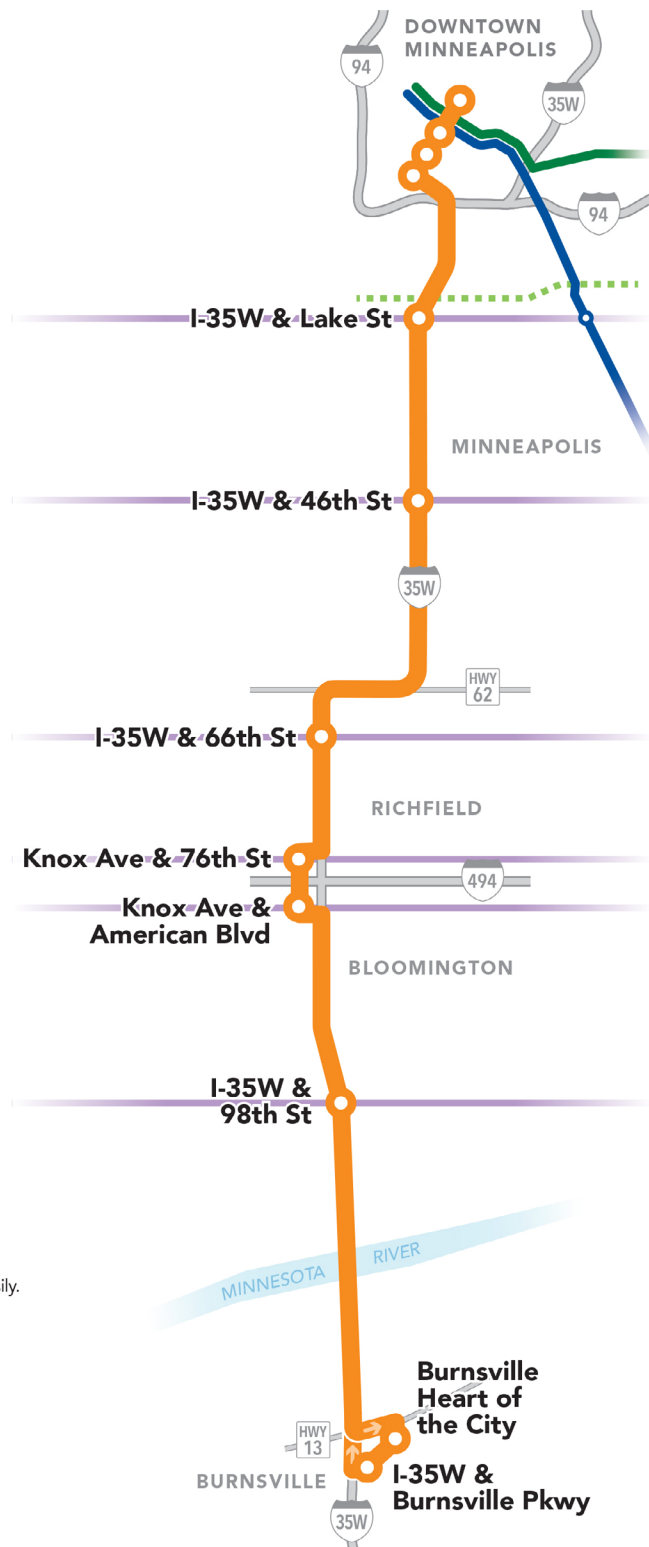 DOWNTOWN
MINNEAPOLIS
94
35W
94
I-35W & Lake St
MINNEAPOLIS
I-35W & 46th St
35W
HWY
62
I-35W & 66th St
RICHFIELD
Knox Ave & 76th St
494
Knox Ave &
American Blvd
BLOOMINGTON
I-35W &
98th St
MINNESOTA RIVER
ily.
Burnsville
Heart of
the City
HWY
13
BURNSVILLE
I-35W &
Burnsville Pkwy
35W